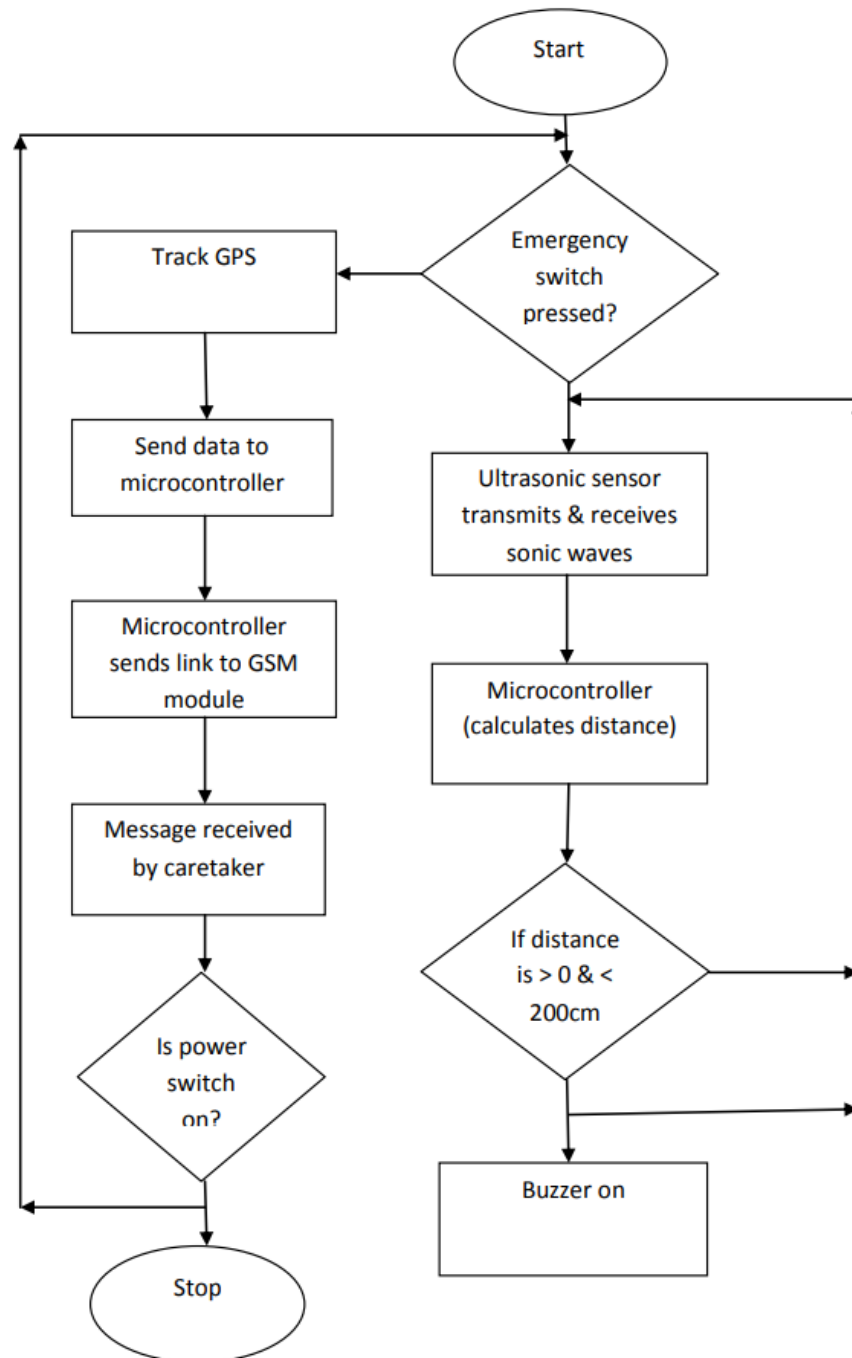 Start
Emergency
switch
pressed?
Track GPS
Send data to
microcontroller
Microcontroller
sends link to GSM
module
Message received
by caretaker
Is power
switch
on?
Stop
Ultrasonic sensor
transmits & receives
sonic waves
Microcontroller
(calculates distance)
If distance
is > 0 & <
200cm
Buzzer on